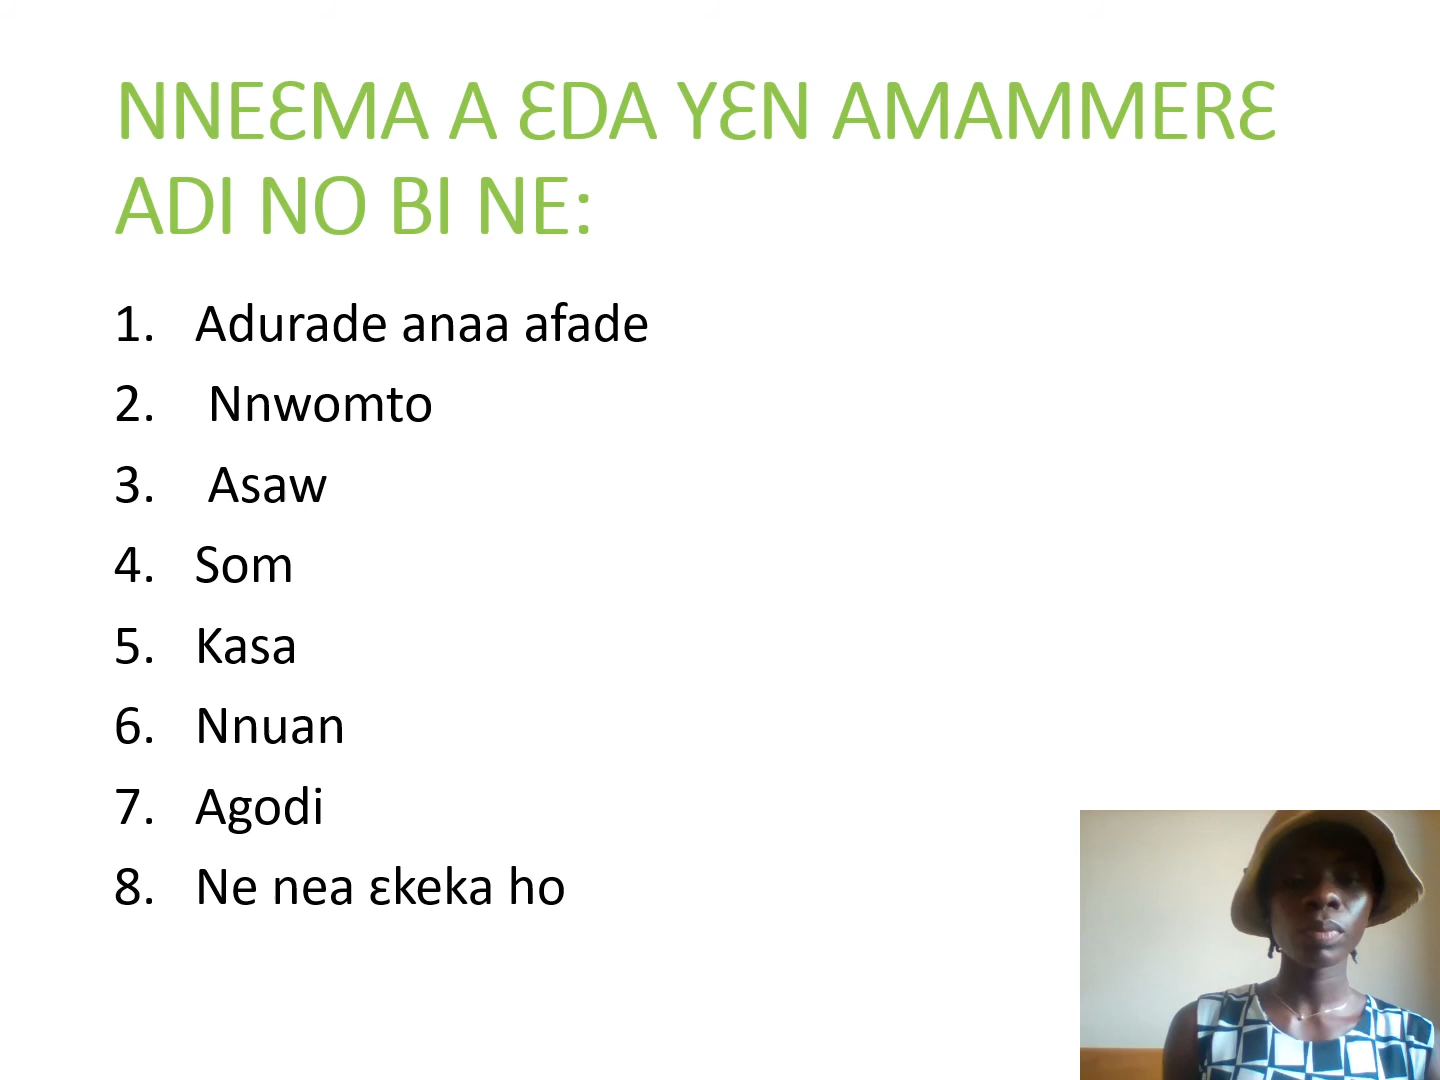 NNEƐMA A ƐDA YƐN AMAMMERƐ
ADI NO BI NE:
1. Adurade anaa afade
2. Nnwomto
3. Asaw
4. Som
5. Kasa
6. Nnuan
7. Agodi
8. Ne nea ɛkeka ho